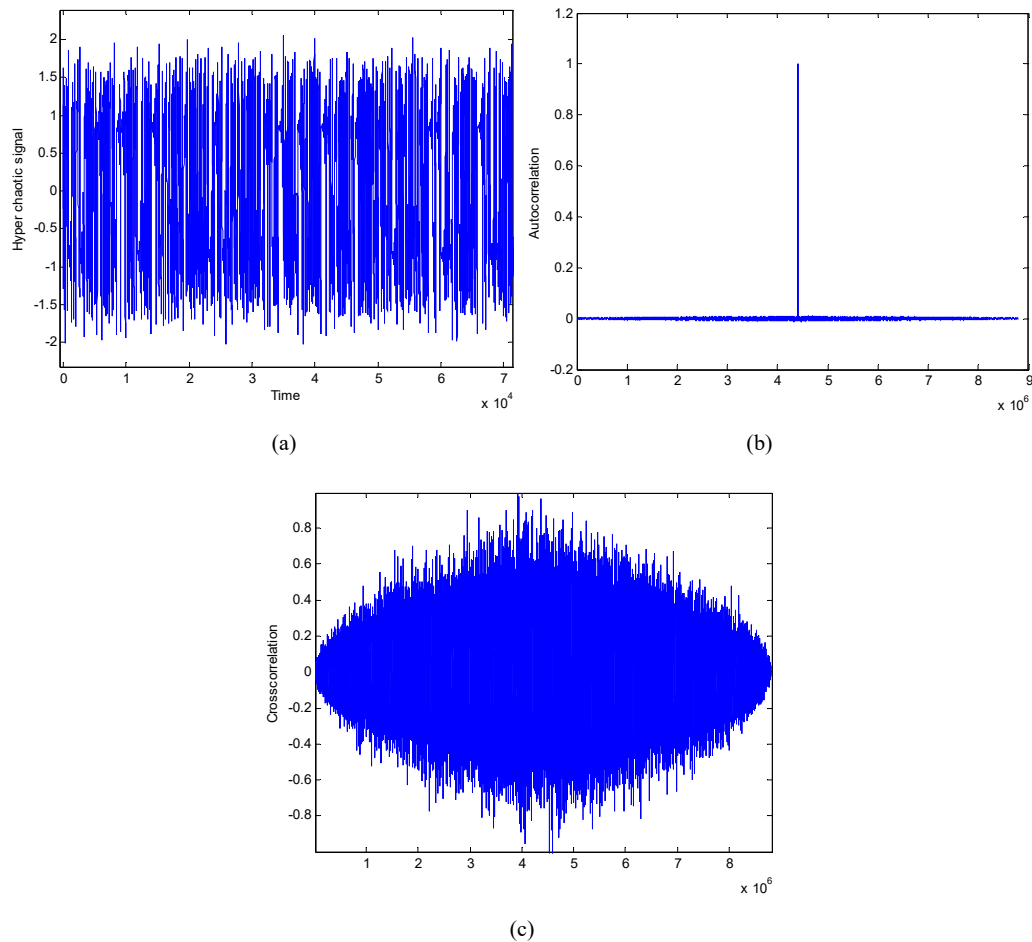 2
1.5
1
0.5
0
-0.5
-1
-1.5
-2
Hyper chaotic signal
0 1 2 3 4 5 6 7
Time
x 10^4
(a)
1.2
1
0.8
0.6
0.4
0.2
0
-0.2
Autocorrelation
0 1 2 3 4 5 6 7 8 9
x 10^6
(b)
0.8
0.6
0.4
0.2
0
-0.2
-0.4
-0.6
-0.8
Crosscorrelation
1 2 3 4 5 6 7 8
x 10^6
(c)